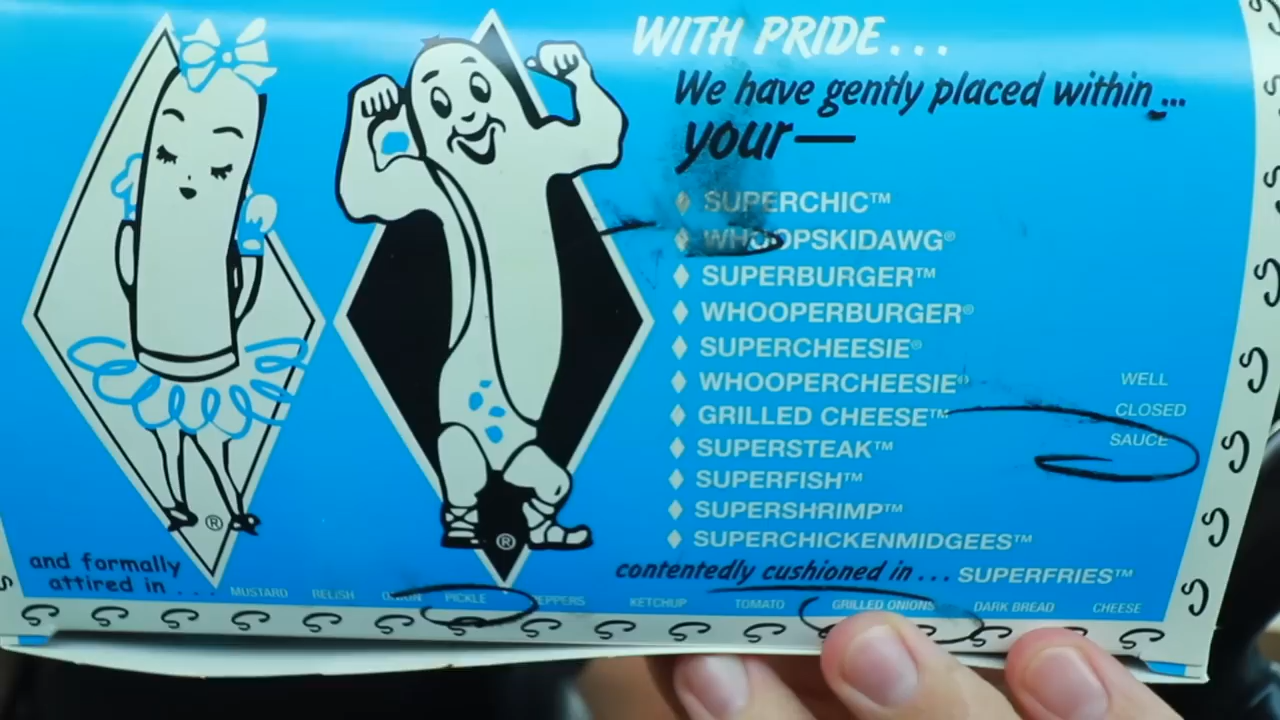 WITH PRIDE...
We have gently placed within...
your—
SUPERCHIC™
WHOOPSKIDAWG®
SUPERBURGER™
WHOOPERBURGER®
SUPERCHEESIE®
WHOOPERCHEESIE®
GRILLED CHEESE™
SUPERSTEAK™
SUPERFISH™
SUPERSHRIMP™
SUPERCHICKENMIDGEES™
WELL
CLOSED
SAUCE
contentedly cushioned in... SUPERFRIES™
® ®
and formally
attired in....
MUSTARD RELISH PICKLE PEPPERS KETCHUP TOMATO GRILLED ONIONS DARK BREAD CHEESE